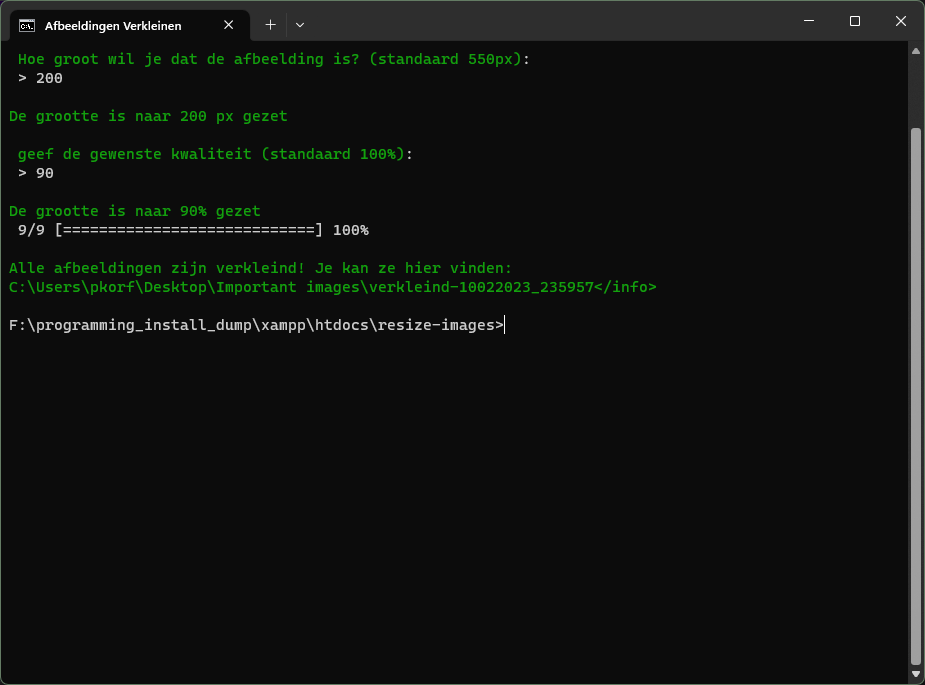 Afbeeldingen Verkleinen
Hoe groot wil je dat de afbeelding is? (standaard 550px):
> 200
De grootte is naar 200 px gezet
geef de gewenste kwaliteit (standaard 100%):
> 90
De grootte is naar 90% gezet
9/9 [============================] 100%
Alle afbeeldingen zijn verkleind! Je kan ze hier vinden:
C:\Users\pkorf\Desktop\Important images\verkleind-10022023_235957</info>
F:\programming_install_dump\xampp\htdocs\resize-images>